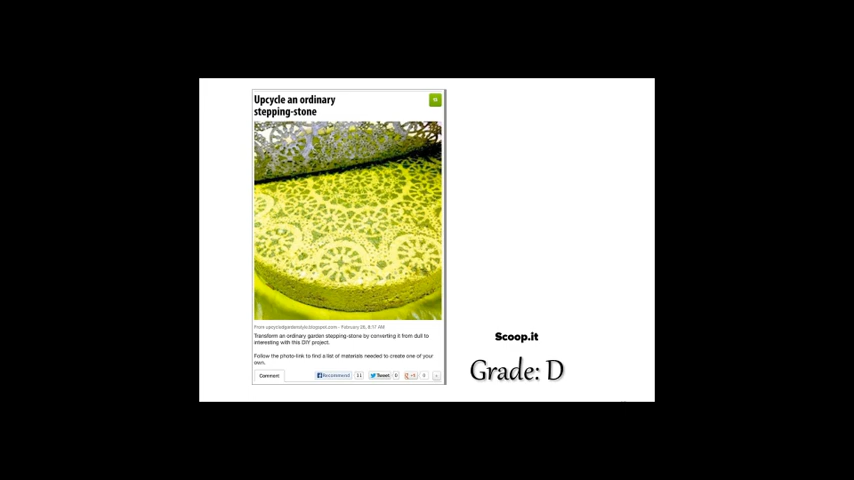 Upcycle an ordinary
stepping-stone
From upcycledgardenstyle.blogspot.com - February 26, 8:17 AM
Transform an ordinary garden stepping-stone by converting it from dull to
interesting with this DIY project.
Follow the photo-link to find a list of materials needed to create one of your
own.
Comment
Recommend 11 Tweet 0 +1 0
Scoop.it
Grade: D